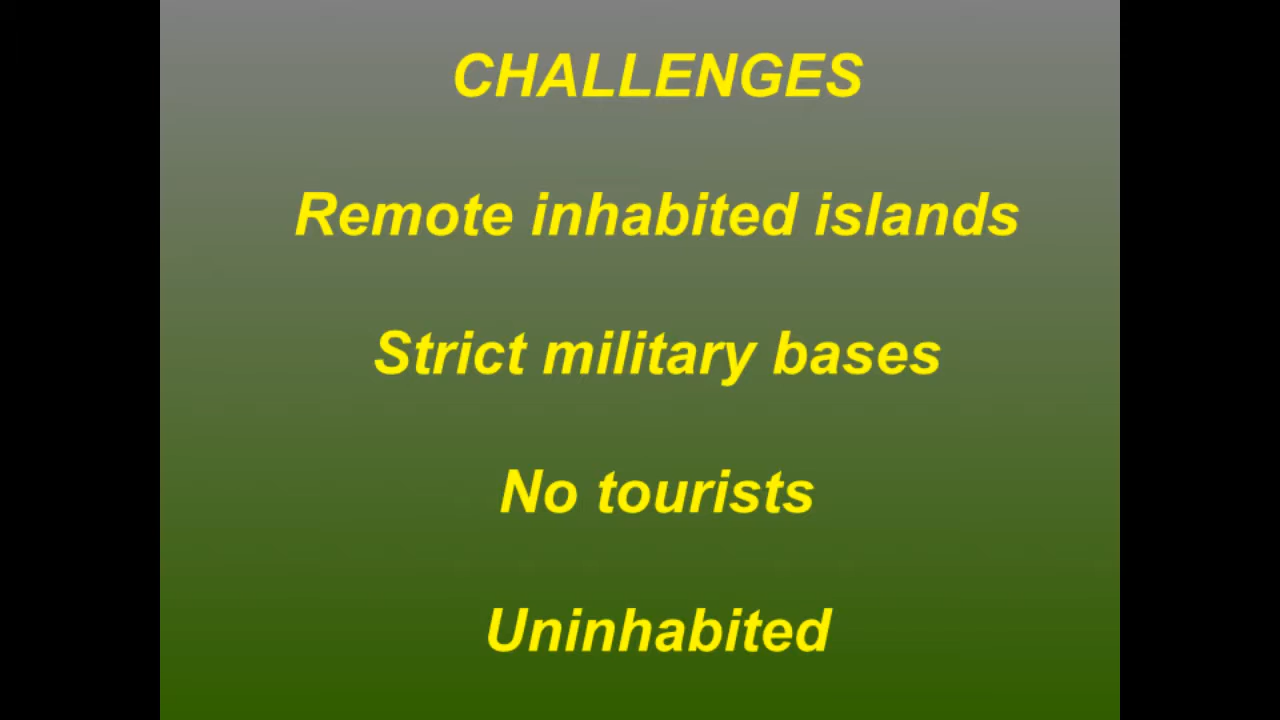 CHALLENGES
Remote inhabited islands
Strict military bases
No tourists
Uninhabited